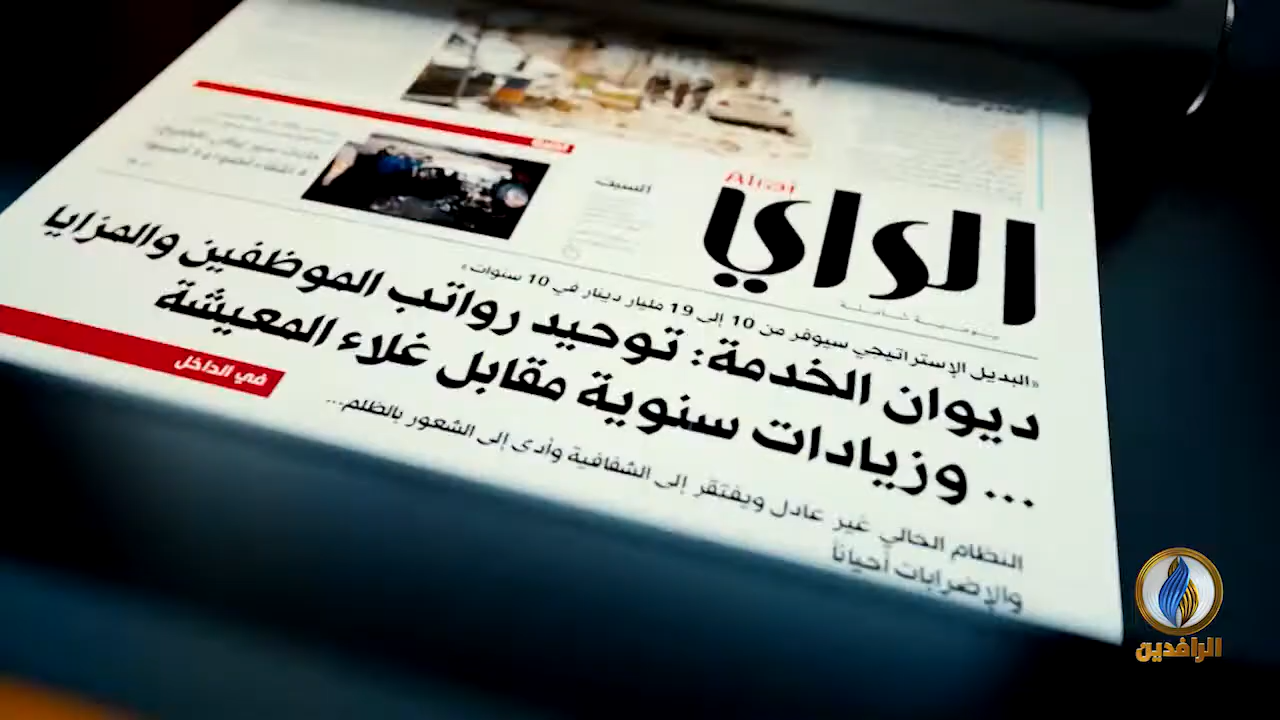 Alrai
الراي
يومية شاملة
السبت
«البديل الإستراتيجي سيوفر من 10 إلى 19 مليار دينار في 10 سنوات»
ديوان الخدمة: توحيد رواتب الموظفين والمزايا
... وزيادات سنوية مقابل غلاء المعيشة
النظام الحالي غير عادل ويفتقر إلى الشفافية وأدى إلى الشعور بالظلم...
والإضرابات أحياناً
في الداخل
الرافدين